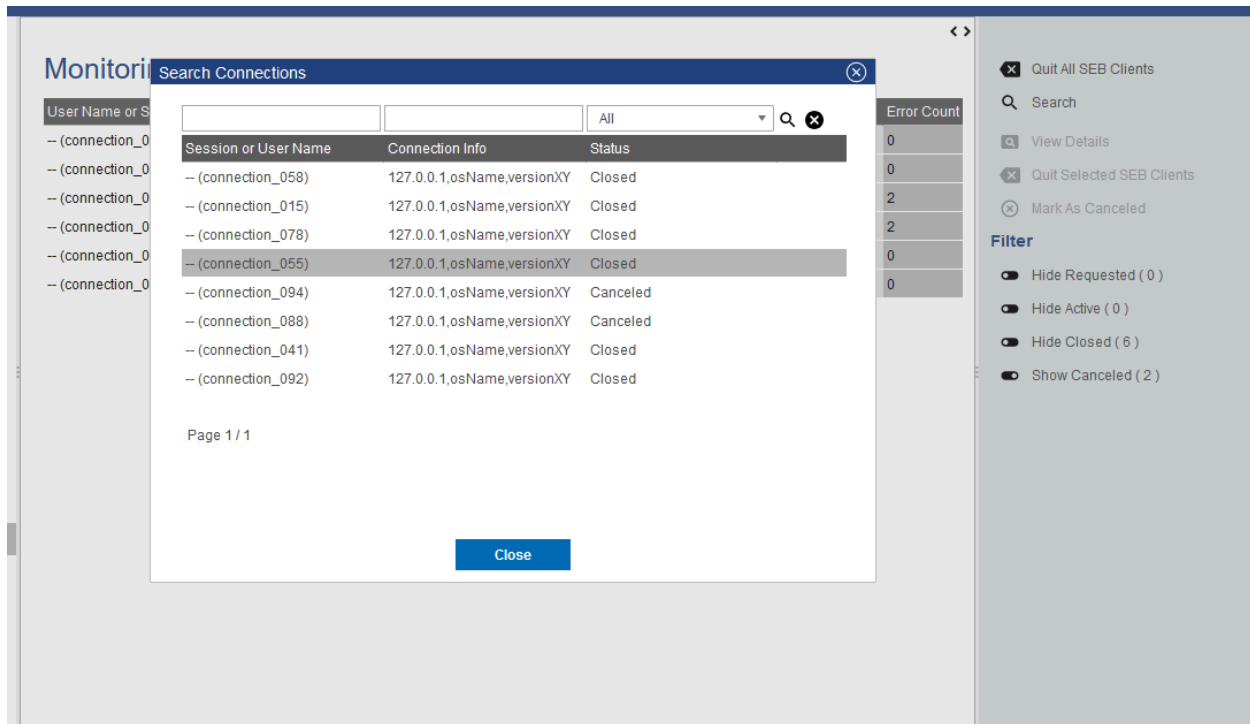 Monitori
User Name or S
Error Count
-- (connection_0
0
-- (connection_0
0
-- (connection_0
2
-- (connection_0
2
-- (connection_0
0
-- (connection_0
0
Search Connections
All
Session or User Name Connection Info Status
-- (connection_058) 127.0.0.1,osName,versionXY Closed
-- (connection_015) 127.0.0.1,osName,versionXY Closed
-- (connection_078) 127.0.0.1,osName,versionXY Closed
-- (connection_055) 127.0.0.1,osName,versionXY Closed
-- (connection_094) 127.0.0.1,osName,versionXY Canceled
-- (connection_088) 127.0.0.1,osName,versionXY Canceled
-- (connection_041) 127.0.0.1,osName,versionXY Closed
-- (connection_092) 127.0.0.1,osName,versionXY Closed
Page 1 / 1
Close
Quit All SEB Clients
Search
View Details
Quit Selected SEB Clients
Mark As Canceled
Filter
Hide Requested ( 0 )
Hide Active ( 0 )
Hide Closed ( 6 )
Show Canceled ( 2 )